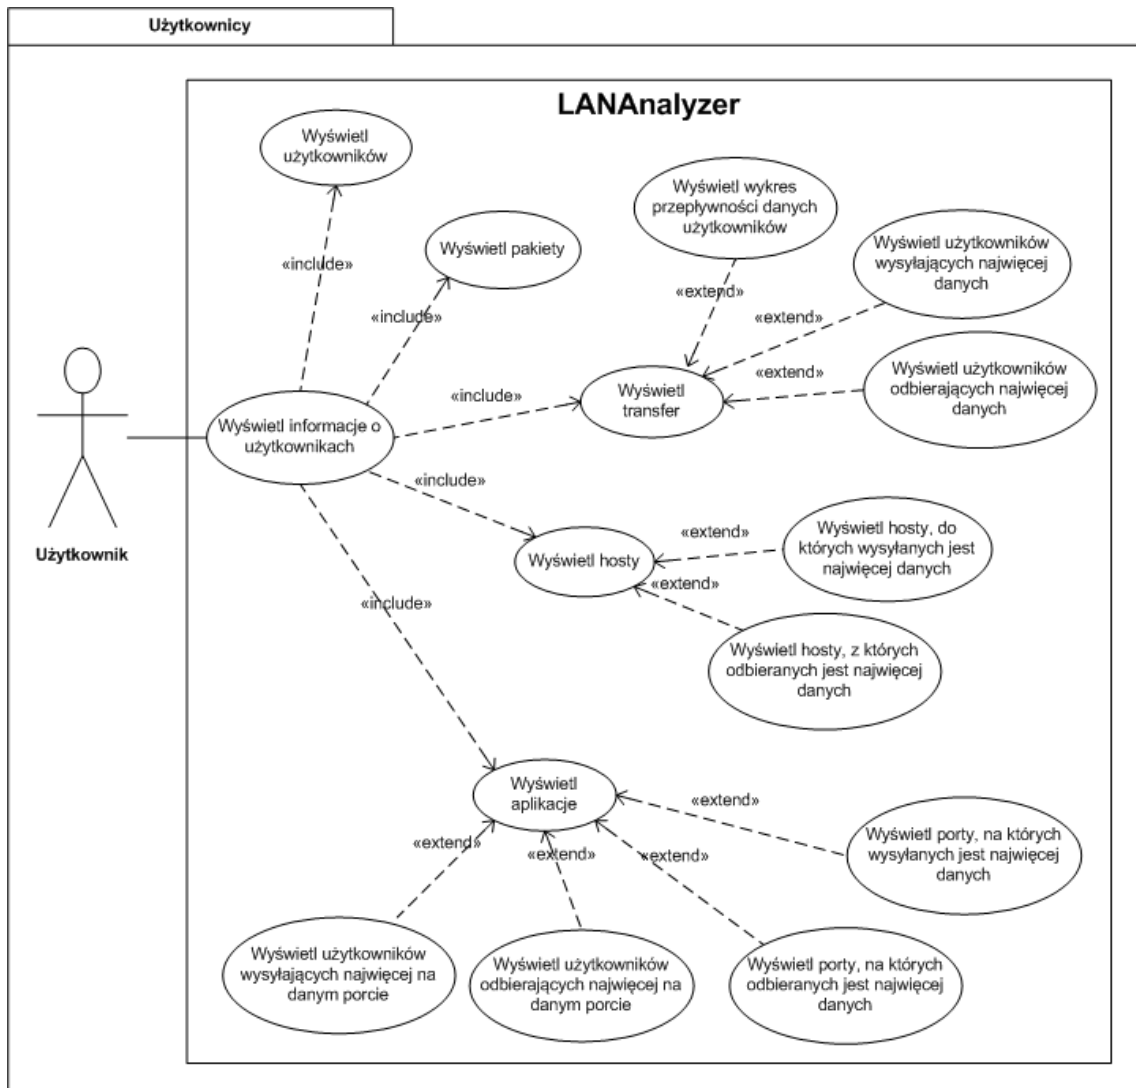 Użytkownicy
LANAnalyzer
Wyświetl
użytkowników
Wyświetl wykres
przepływności danych
użytkowników
Wyświetl pakiety
Wyświetl użytkowników
wysyłających najwięcej
danych
«include»
«extend»
«include»
«extend»
Wyświetl użytkowników
odbierających najwięcej
danych
«extend»
Wyświetl
transfer
«include»
Wyświetl informacje o
użytkownikach
«include»
Użytkownik
Wyświetl hosty
«extend»
Wyświetl hosty, do
których wysyłanych jest
najwięcej danych
«extend»
«include»
Wyświetl hosty, z których
odbieranych jest najwięcej
danych
Wyświetl
aplikacje
«extend»
Wyświetl porty, na których
wysyłanych jest najwięcej
danych
«extend»
«extend»
«extend»
Wyświetl użytkowników
wysyłających najwięcej na
danym porcie
Wyświetl użytkowników
odbierających najwięcej na
danym porcie
Wyświetl porty, na których
odbieranych jest najwięcej
danych